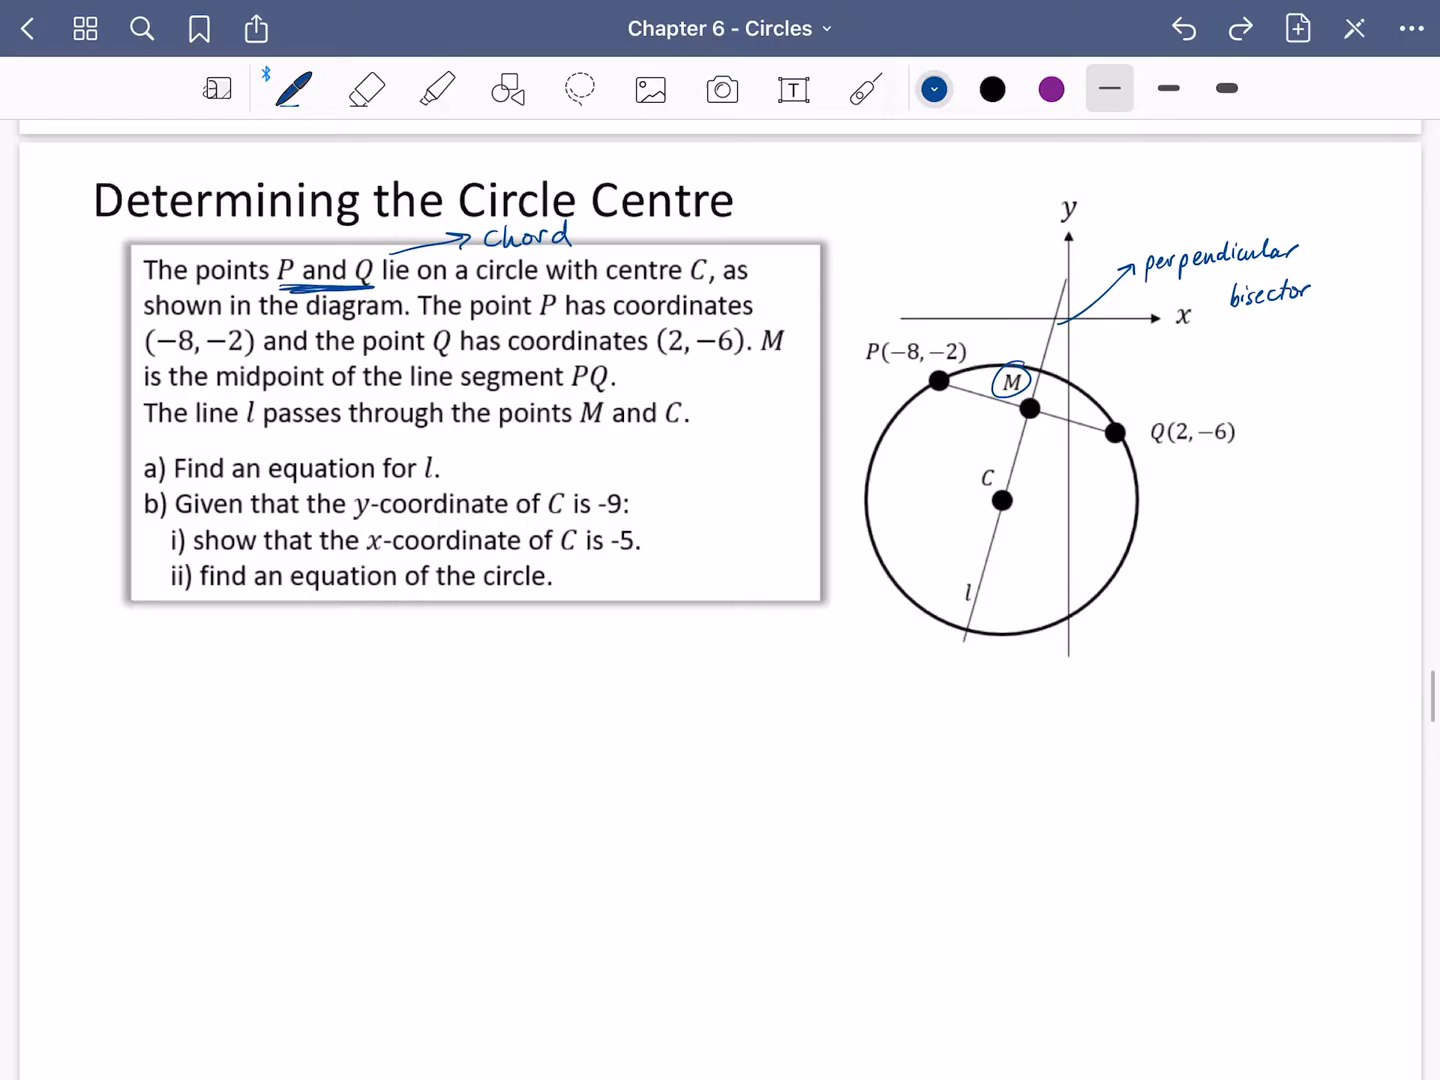 Chapter 6 - Circles
T
Determining the Circle Centre
chord
The points P and Q lie on a circle with centre C, as
shown in the diagram. The point P has coordinates
(−8, −2) and the point Q has coordinates (2, −6). M
is the midpoint of the line segment PQ.
The line l passes through the points M and C.
a) Find an equation for l.
b) Given that the y-coordinate of C is -9:
i) show that the x-coordinate of C is -5.
ii) find an equation of the circle.
y
perpendicular
bisector
x
P(−8, −2)
M
Q(2, −6)
C
l